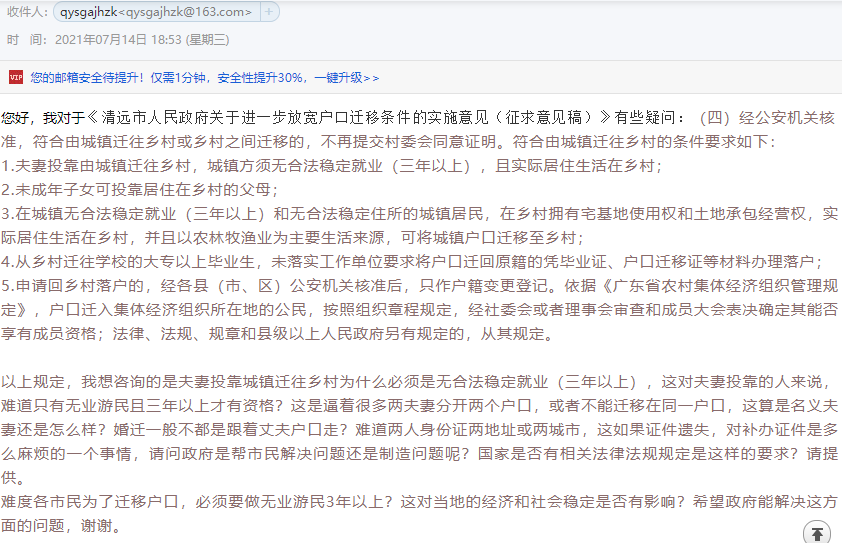 收件人： qysgajhzk<qysgajhzk@163.com>
时 间： 2021年07月14日 18:53 (星期三)
VIP 您的邮箱安全待提升！仅需1分钟，安全性提升30%，一键升级>>
您好，我对于《清远市人民政府关于进一步放宽户口迁移条件的实施意见（征求意见稿）》有些疑问：（四）经公安机关核
准，符合由城镇迁往乡村或乡村之间迁移的，不再提交村委会同意证明。符合由城镇迁往乡村的条件要求如下：
1.夫妻投靠由城镇迁往乡村，城镇方须无合法稳定就业（三年以上），且实际居住生活在乡村；
2.未成年子女可投靠居住在乡村的父母；
3.在城镇无合法稳定就业（三年以上）和无合法稳定住所的城镇居民，在乡村拥有宅基地使用权和土地承包经营权，实
际居住生活在乡村，并且以农林牧渔业为主要生活来源，可将城镇户口迁移至乡村；
4.从乡村迁往学校的大专以上毕业生，未落实工作单位要求将户口迁回原籍的凭毕业证、户口迁移证等材料办理落户；
5.申请回乡村落户的，经各县（市、区）公安机关核准后，只作户籍变更登记。依据《广东省农村集体经济组织管理规
定》，户口迁入集体经济组织所在地的公民，按照组织章程规定，经社委会或者理事会审查和成员大会表决确定其能否
享有成员资格；法律、法规、规章和县级以上人民政府另有规定的，从其规定。
以上规定，我想咨询的是夫妻投靠城镇迁往乡村为什么必须是无合法稳定就业（三年以上），这对夫妻投靠的人来说，
难道只有无业游民且三年以上才有资格？这是逼着很多两夫妻分开两个户口，或者不能迁移在同一户口，这算是名义夫
妻还是怎么样？婚迁一般不都是跟着丈夫户口走？难道两人身份证两地址或两城市，这如果证件遗失，对补办证件是多
么麻烦的一个事情，请问政府是帮市民解决问题还是制造问题呢？国家是否有相关法律法规规定是这样的要求？请提
供。
难度各市民为了迁移户口，必须要做无业游民3年以上？这对当地的经济和社会稳定是否有影响？希望政府能解决这方
面的问题，谢谢。